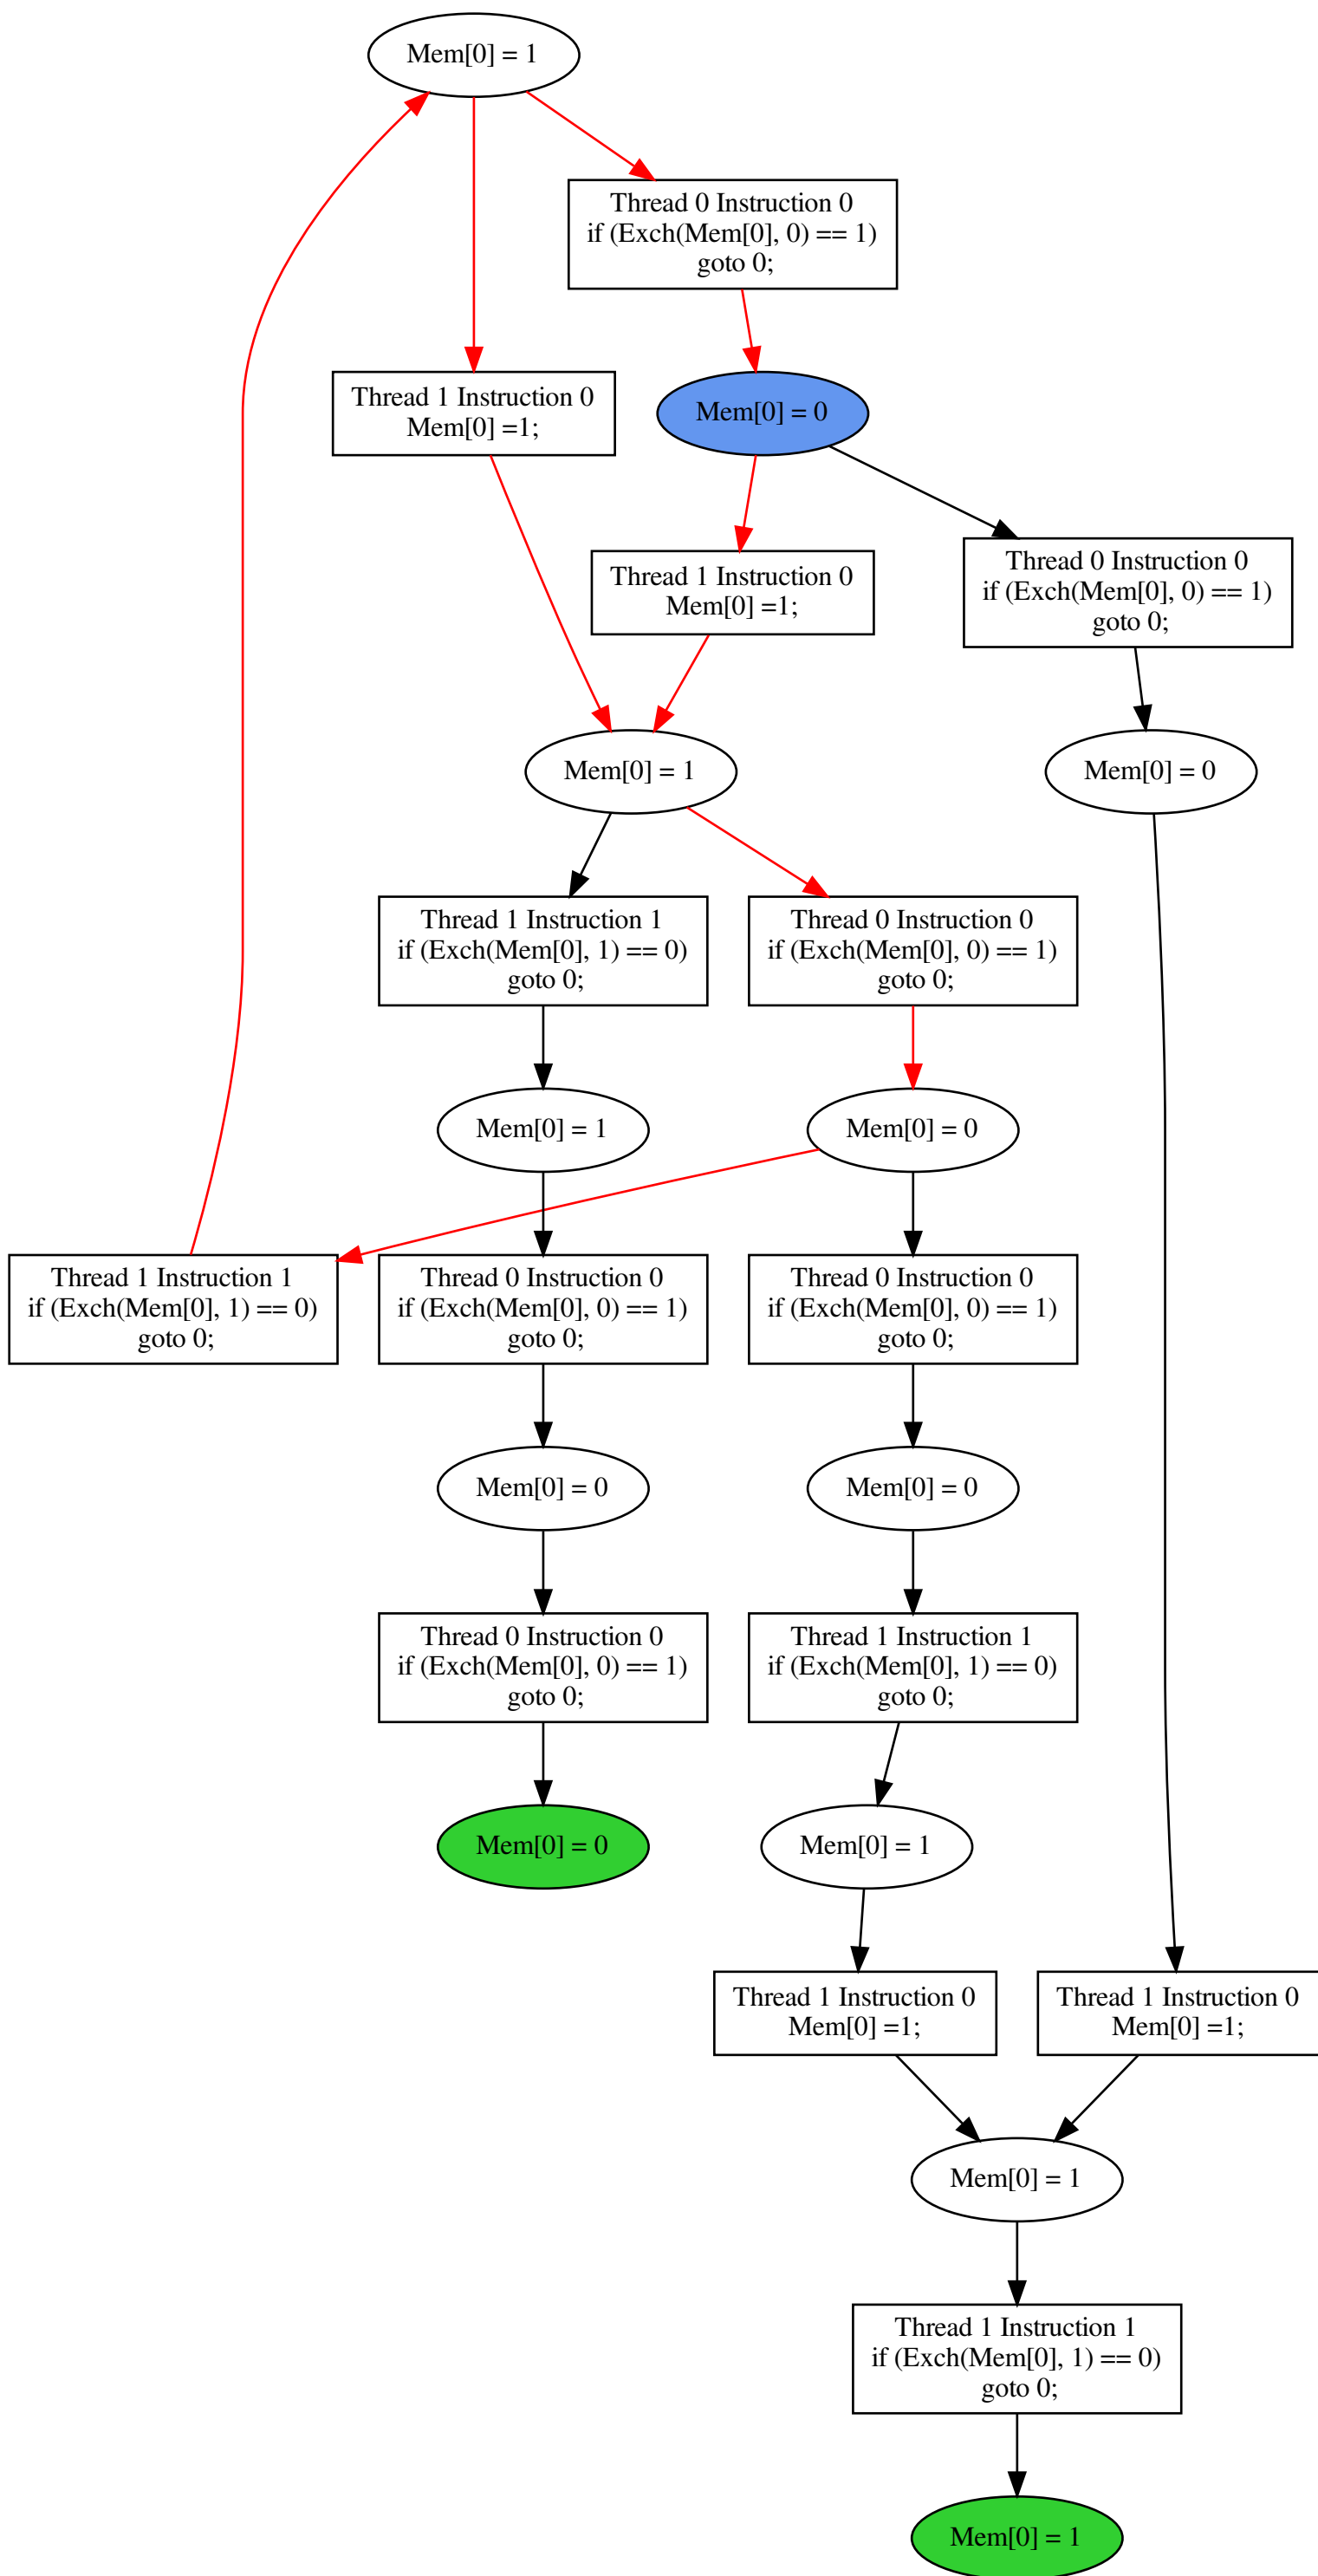 Mem[0] = 1
Thread 0 Instruction 0
if (Exch(Mem[0], 0) == 1)
goto 0;
Thread 1 Instruction 0
Mem[0] =1;
Mem[0] = 0
Thread 1 Instruction 0
Mem[0] =1;
Thread 0 Instruction 0
if (Exch(Mem[0], 0) == 1)
goto 0;
Mem[0] = 1
Mem[0] = 0
Thread 1 Instruction 1
if (Exch(Mem[0], 1) == 0)
goto 0;
Thread 0 Instruction 0
if (Exch(Mem[0], 0) == 1)
goto 0;
Mem[0] = 1
Mem[0] = 0
Thread 1 Instruction 1
if (Exch(Mem[0], 1) == 0)
goto 0;
Thread 0 Instruction 0
if (Exch(Mem[0], 0) == 1)
goto 0;
Thread 0 Instruction 0
if (Exch(Mem[0], 0) == 1)
goto 0;
Mem[0] = 0
Mem[0] = 0
Thread 0 Instruction 0
if (Exch(Mem[0], 0) == 1)
goto 0;
Thread 1 Instruction 1
if (Exch(Mem[0], 1) == 0)
goto 0;
Mem[0] = 0
Mem[0] = 1
Thread 1 Instruction 0
Mem[0] =1;
Thread 1 Instruction 0
Mem[0] =1;
Mem[0] = 1
Thread 1 Instruction 1
if (Exch(Mem[0], 1) == 0)
goto 0;
Mem[0] = 1